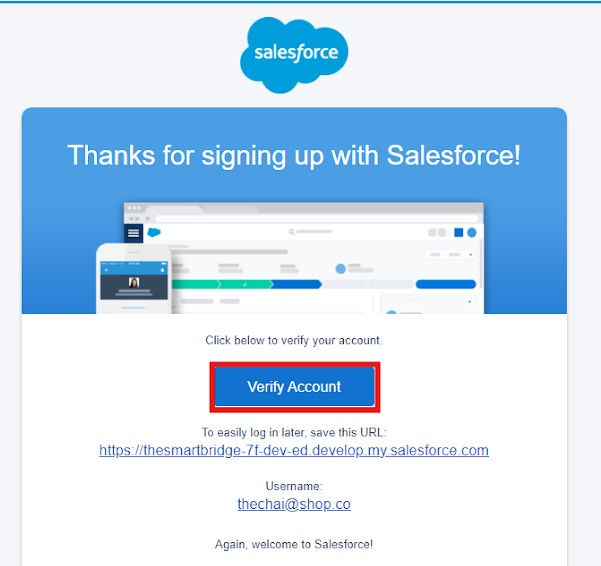 salesforce
Thanks for signing up with Salesforce!
Click below to verify your account.
Verify Account
To easily log in later, save this URL:
https://thesmartbridge-7f-dev-ed.develop.my.salesforce.com
Username:
thechai@shop.co
Again, welcome to Salesforce!